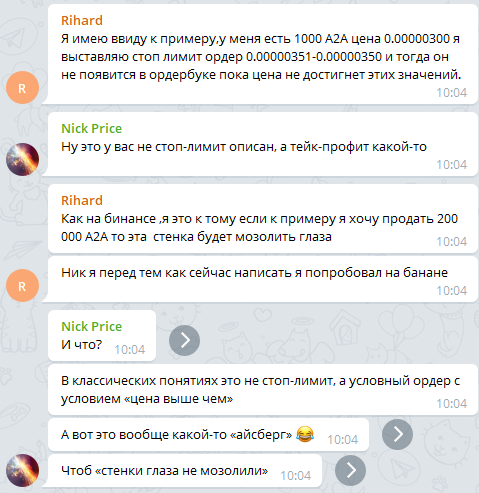 Rihard
Я имею ввиду к примеру,у меня есть 1000 А2А цена 0.00000300 я
выставляю стоп лимит ордер 0.00000351-0.00000350 и тогда он
не появится в ордербуке пока цена не достигнет этих значений.
10:04
R
Nick Price
Ну это у вас не стоп-лимит описан, а тейк-профит какой-то
10:04
Rihard
Как на бинансе ,я это к тому если к примеру я хочу продать 200
000 А2А то эта  стенка будет мозолить глаза
10:04
Ник я перед тем как сейчас написать я попробовал на банане
10:04
R
Nick Price
И что?
10:04
В классических понятиях это не стоп-лимит, а условный ордер с
условием «цена выше чем»
10:04
А вот это вообще какой-то «айсберг» 😂
10:04
Чтоб «стенки глаза не мозолили»
10:04